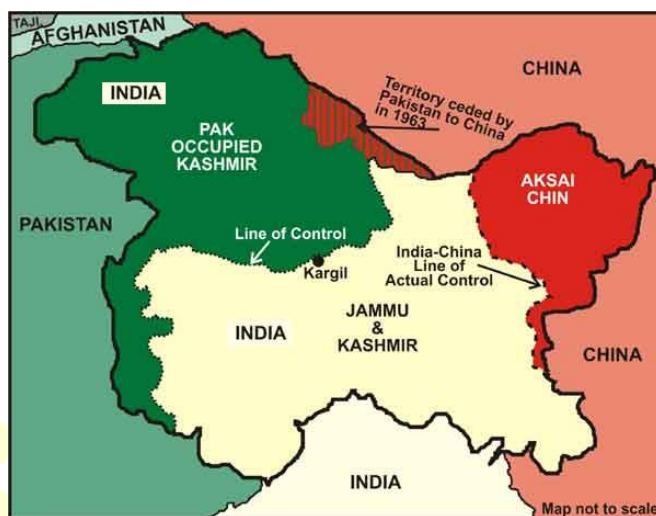 TAJI.
AFGHANISTAN
INDIA
CHINA
Territory ceded by
Pakistan to China
in 1963
PAK
OCCUPIED
KASHMIR
AKSAI
CHIN
PAKISTAN
Line of Control
India-China
Line of
Actual Control
Kargil
INDIA
JAMMU
&
KASHMIR
CHINA
INDIA
Map not to scale